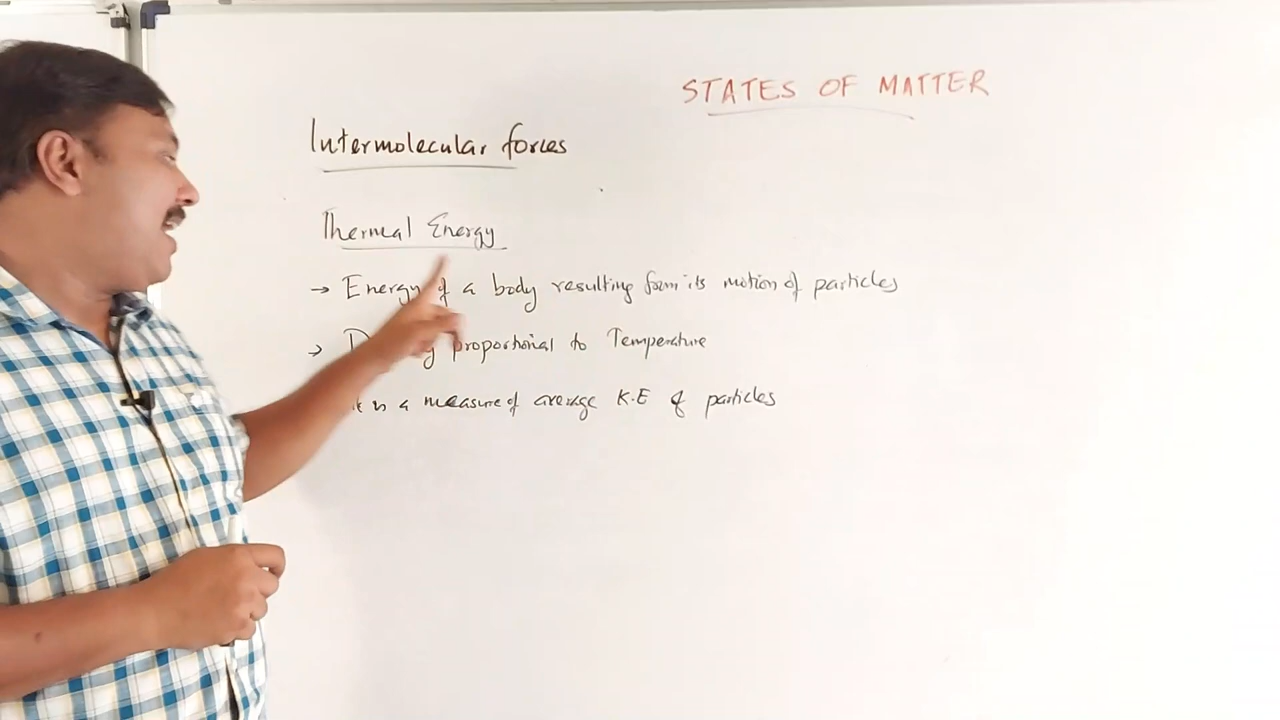 STATES OF MATTER
Intermolecular forces
Thermal Energy
→ Energy of a body resulting form its motion of particles
→ proportional to Temperature
is a measure of average K.E of particles